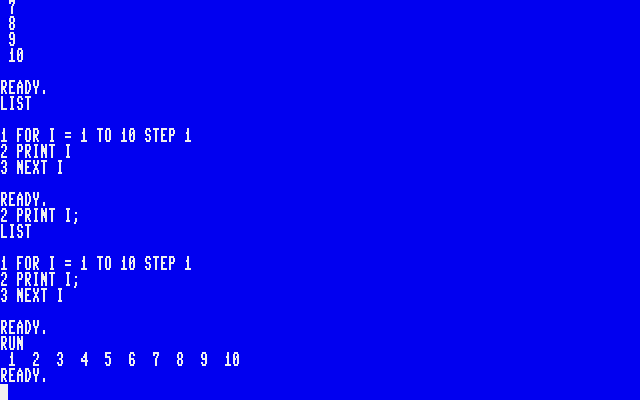 7
8
9
10
READY.
LIST
1 FOR I = 1 TO 10 STEP 1
2 PRINT I
3 NEXT I
READY.
2 PRINT I;
LIST
1 FOR I = 1 TO 10 STEP 1
2 PRINT I;
3 NEXT I
READY.
RUN
1  2  3  4  5  6  7  8  9  10
READY.